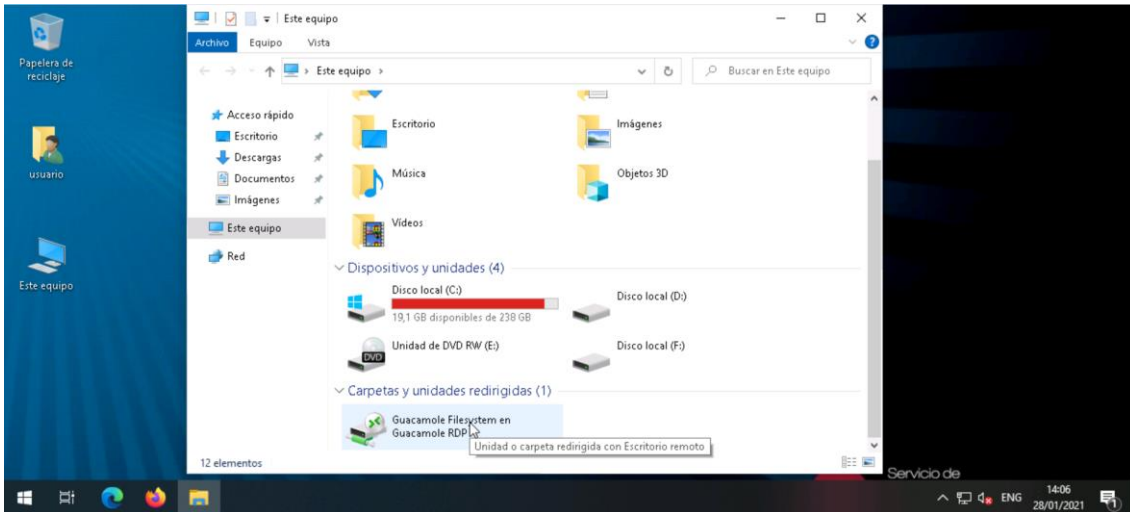 Papelera de
reciclaje
usuario
Este equipo
Este equipo
Archivo
Equipo
Vista
Este equipo
Buscar en Este equipo
Acceso rápido
Escritorio
Descargas
Documentos
Imágenes
Este equipo
Red
Escritorio
Imágenes
Música
Objetos 3D
Vídeos
Dispositivos y unidades (4)
Disco local (C:)
19,1 GB disponibles de 238 GB
Disco local (D:)
Unidad de DVD RW (E:)
DVD
Disco local (F:)
Carpetas y unidades redirigidas (1)
Guacamole Filesystem en
Guacamole RDP
Unidad o carpeta redirigida con Escritorio remoto
12 elementos
Servicio de
ENG
14:06
28/01/2021
1